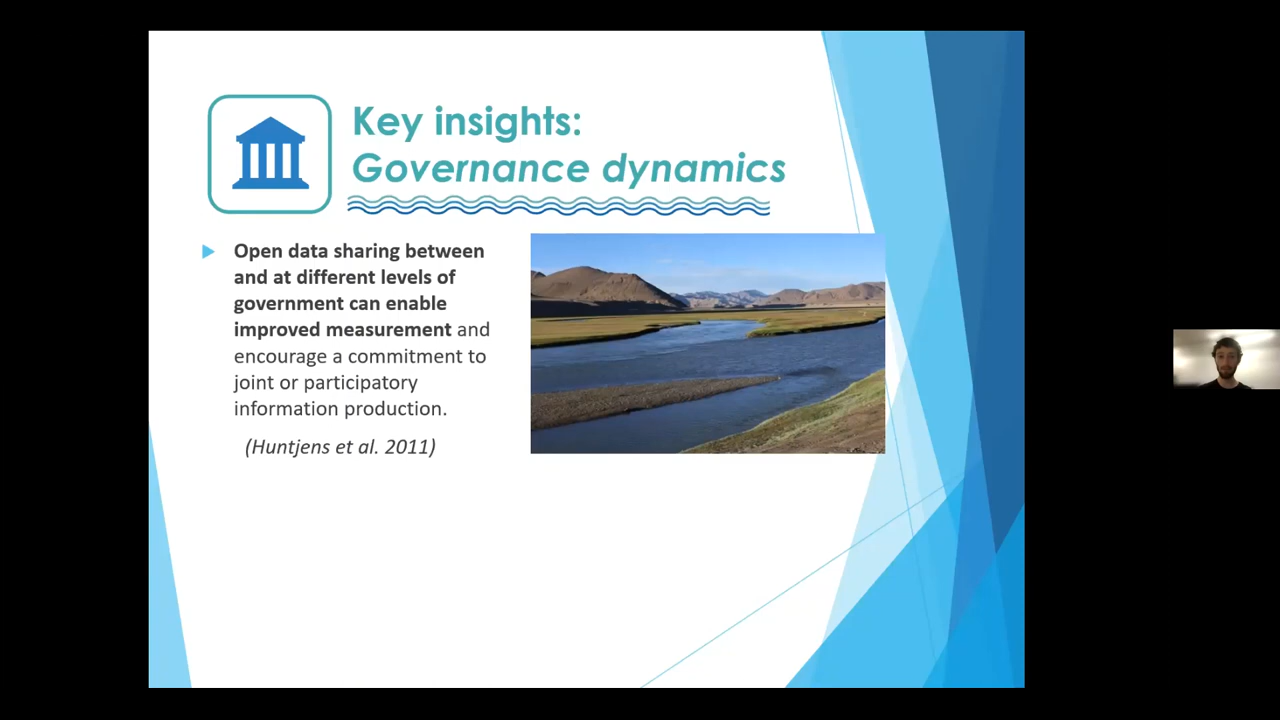 Key insights:
Governance dynamics
Open data sharing between
and at different levels of
government can enable
improved measurement and
encourage a commitment to
joint or participatory
information production.
(Huntjens et al. 2011)